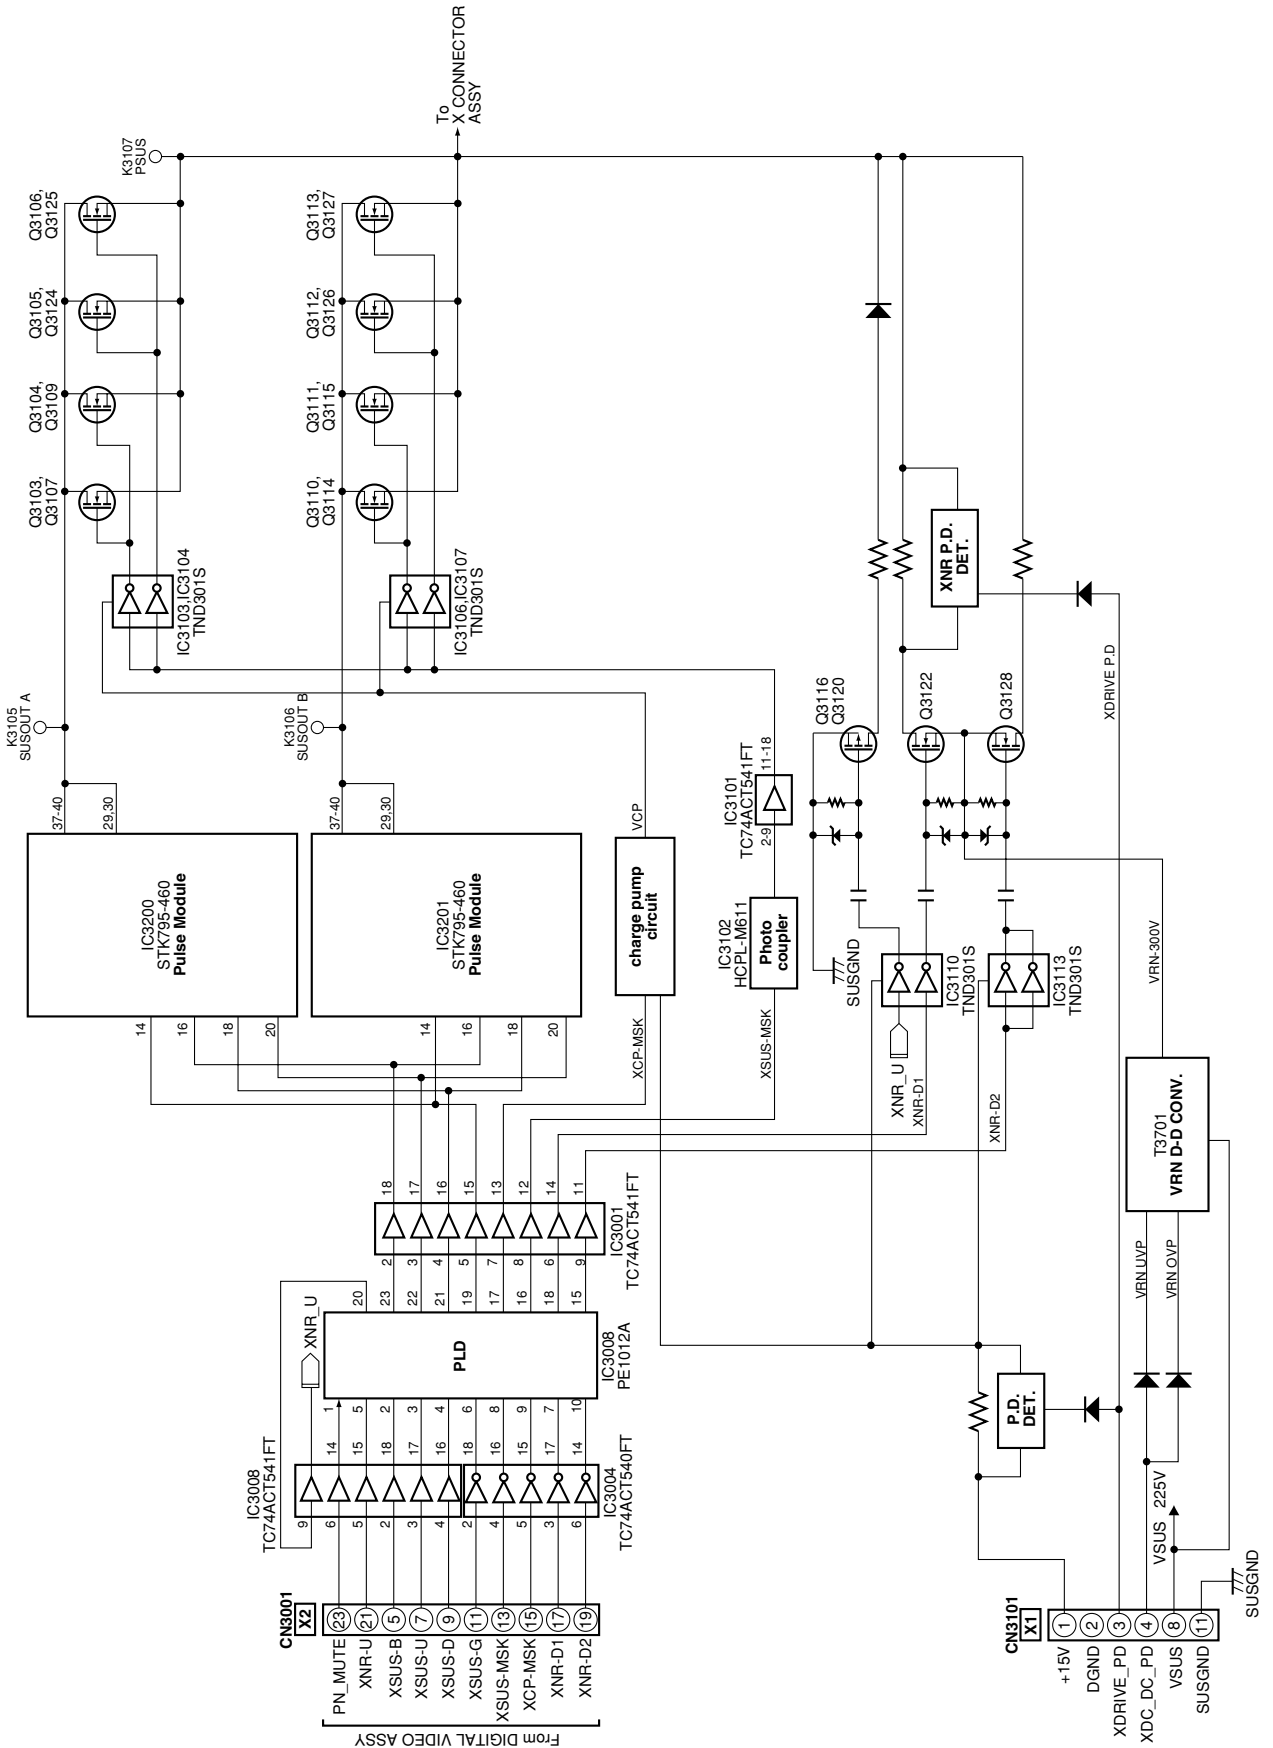 CN3001
X2
PN_MUTE 23
XNR-U 21
XSUS-B 5
XSUS-U 7
XSUS-D 9
XSUS-G 11
XSUS-MSK 13
XCP-MSK 15
XNR-D1 17
XNR-D2 19
From DIGITAL VIDEO ASSY
IC3008
TC74ACT541FT
9
6 14
5 15
2 18
3 17
4 16
2 18
4 16
5 15
3 17
6 14
IC3004
TC74ACT540FT
XNR_U
PLD
IC3008
PE1012A
1
5
2
3
4
6
8
9
7
10
20
23
22
21
19
17
16
18
15
2 18
3 17
4 16
5 15
7 13
8 12
6 14
9 11
IC3001
TC74ACT541FT
14
16
18
20
IC3200
STK795-460
Pulse Module
37-40
29,30
14
16
18
20
IC3201
STK795-460
Pulse Module
37-40
29,30
K3105
SUSOUT A
K3106
SUSOUT B
XCP-MSK
charge pump
circuit
VCP
XSUS-MSK
IC3102
HCPL-M611
Photo
coupler
IC3101
TC74ACT541FT
2-9
11-18
IC3103,IC3104
TND301S
IC3106,IC3107
TND301S
Q3103,
Q3107
Q3104,
Q3109
Q3105,
Q3124
Q3106,
Q3125
K3107
PSUS
Q3110,
Q3114
Q3111,
Q3115
Q3112,
Q3126
Q3113,
Q3127
To
X CONNECTOR
ASSY
SUSGND
XNR_U
XNR-D1
IC3110
TND301S
XNR-D2
IC3113
TND301S
Q3116
Q3120
Q3122
Q3128
XNR P.D.
DET.
XDRIVE P.D
VRN-300V
T3701
VRN D-D CONV.
VRN UVP
VRN OVP
P.D.
DET.
VSUS 225V
CN3101
X1
+15V 1
DGND 2
XDRIVE_PD 3
XDC_DC_PD 4
VSUS 8
SUSGND 11
SUSGND